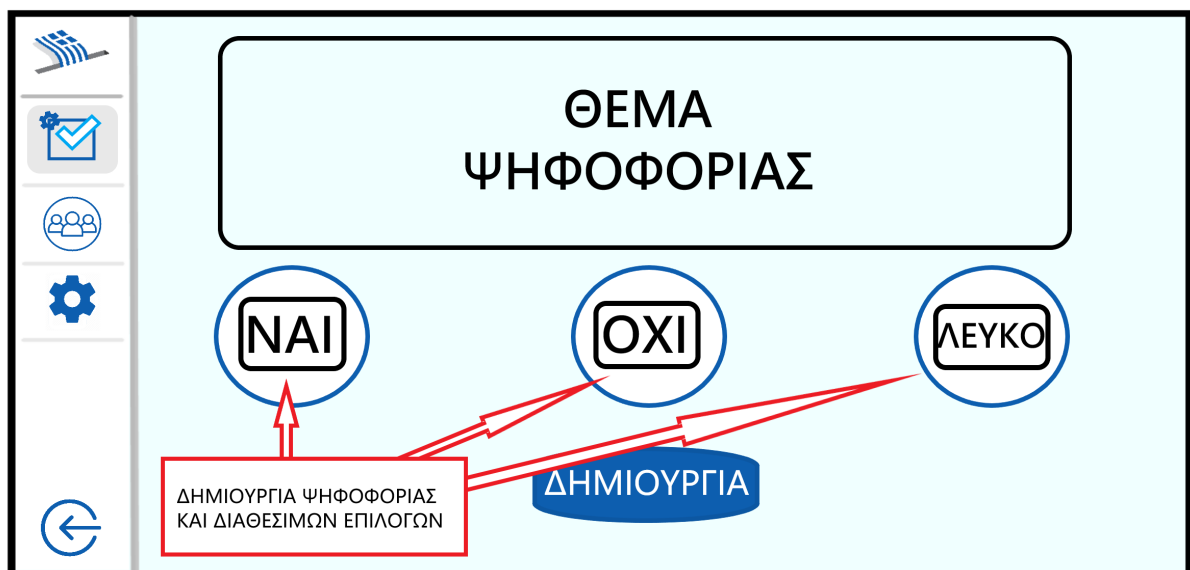 ΘΕΜΑ
ΨΗΦΟΦΟΡΙΑΣ
ΝΑΙ
ΟΧΙ
ΛΕΥΚΟ
ΔΗΜΙΟΥΡΓΙΑ
ΔΗΜΙΟΥΡΓΙΑ ΨΗΦΟΦΟΡΙΑΣ
ΚΑΙ ΔΙΑΘΕΣΙΜΩΝ ΕΠΙΛΟΓΩΝ